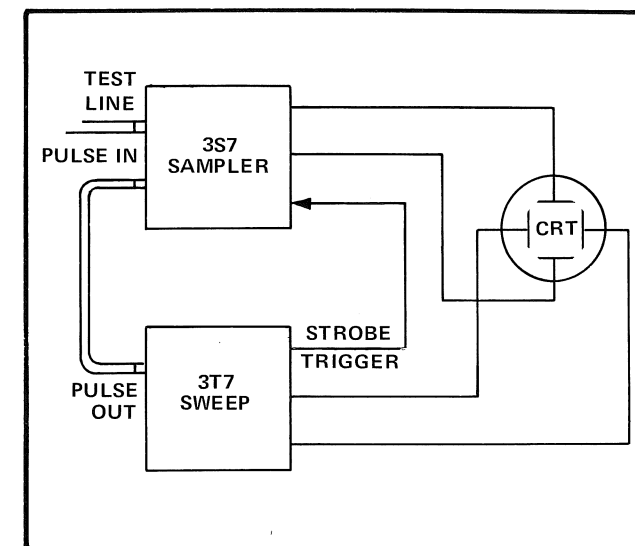 TEST
LINE
3S7
SAMPLER
PULSE IN
CRT
STROBE
TRIGGER
3T7
SWEEP
PULSE
OUT